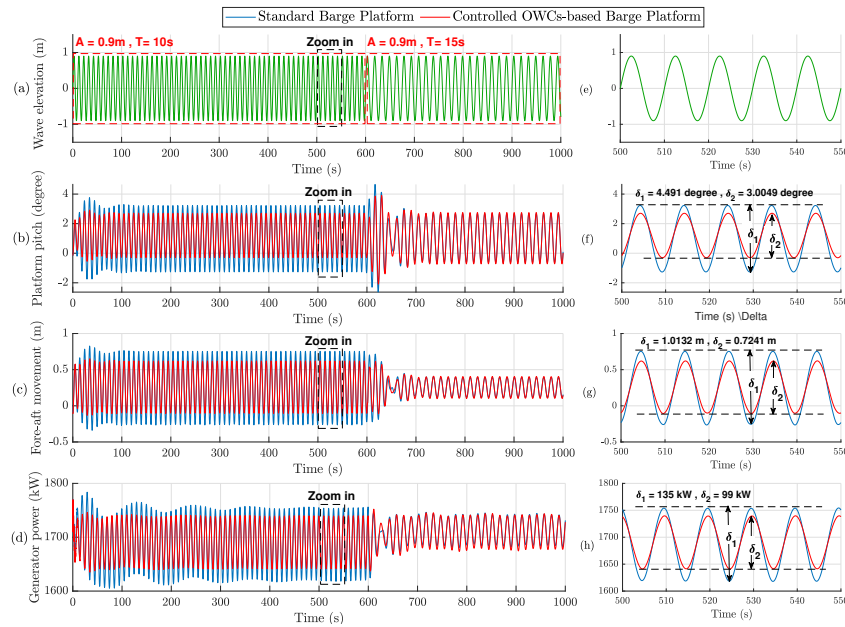 Standard Barge Platform Controlled OWCs-based Barge Platform
A = 0.9m , T= 10s Zoom in A = 0.9m , T= 15s
(a) Wave elevation (m)
1
0
-1
0 100 200 300 400 500 600 700 800 900 1000
Time (s)
(e)
1
0
-1
500 510 520 530 540 550
Time (s)
Zoom in
(b) Platform pitch (degree)
4
2
0
-2
0 100 200 300 400 500 600 700 800 900 1000
Time (s)
δ1 = 4.491 degree , δ2 = 3.0049 degree
(f)
4
2
0
-2
δ1
δ2
500 510 520 530 540 550
Time (s) \Delta
Zoom in
(c) Fore-aft movement (m)
1
0.5
0
-0.5
0 100 200 300 400 500 600 700 800 900 1000
Time (s)
δ1 = 1.0132 m , δ2 = 0.7241 m
(g)
1
0.5
0
-0.5
δ1
δ2
500 510 520 530 540 550
Time (s)
Zoom in
(d) Generator power (kW)
1800
1700
1600
0 100 200 300 400 500 600 700 800 900 1000
Time (s)
δ1 = 135 kW , δ2 = 99 kW
(h)
1800
1750
1700
1650
1600
δ1
δ2
500 510 520 530 540 550
Time (s)